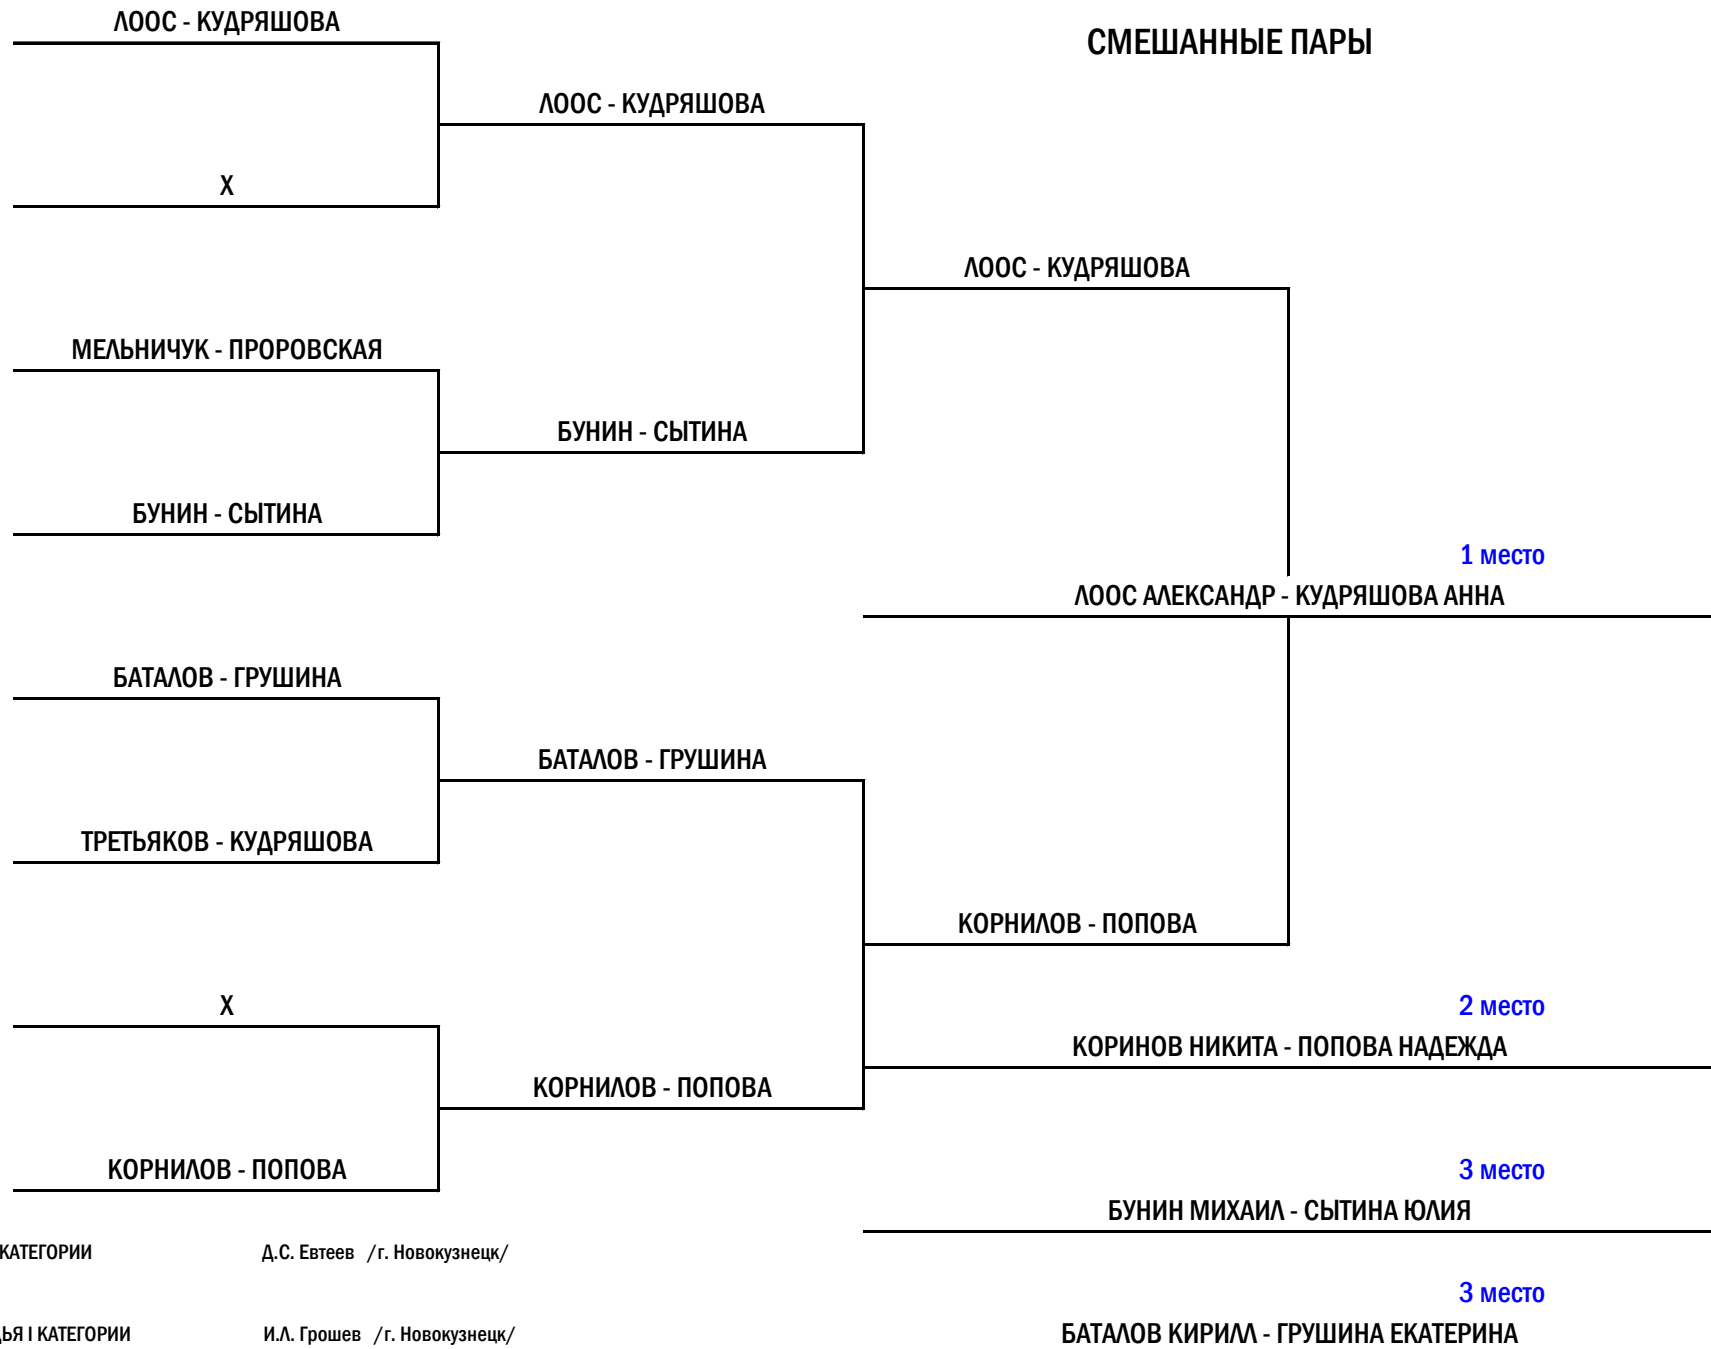 ЛООС - КУДРЯШОВА
СМЕШАННЫЕ ПАРЫ
ЛООС - КУДРЯШОВА
Х
ЛООС - КУДРЯШОВА
МЕЛЬНИЧУК - ПРОРОВСКАЯ
БУНИН - СЫТИНА
БУНИН - СЫТИНА
1 место
ЛООС АЛЕКСАНДР - КУДРЯШОВА АННА
БАТАЛОВ - ГРУШИНА
БАТАЛОВ - ГРУШИНА
ТРЕТЬЯКОВ - КУДРЯШОВА
КОРНИЛОВ - ПОПОВА
Х
2 место
КОРИНОВ НИКИТА - ПОПОВА НАДЕЖДА
КОРНИЛОВ - ПОПОВА
КОРНИЛОВ - ПОПОВА
3 место
БУНИН МИХАИЛ - СЫТИНА ЮЛИЯ
КАТЕГОРИИ Д.С. Евтеев /г. Новокузнецк/
3 место
ЬЯ I КАТЕГОРИИ И.Л. Грошев /г. Новокузнецк/
БАТАЛОВ КИРИЛЛ - ГРУШИНА ЕКАТЕРИНА